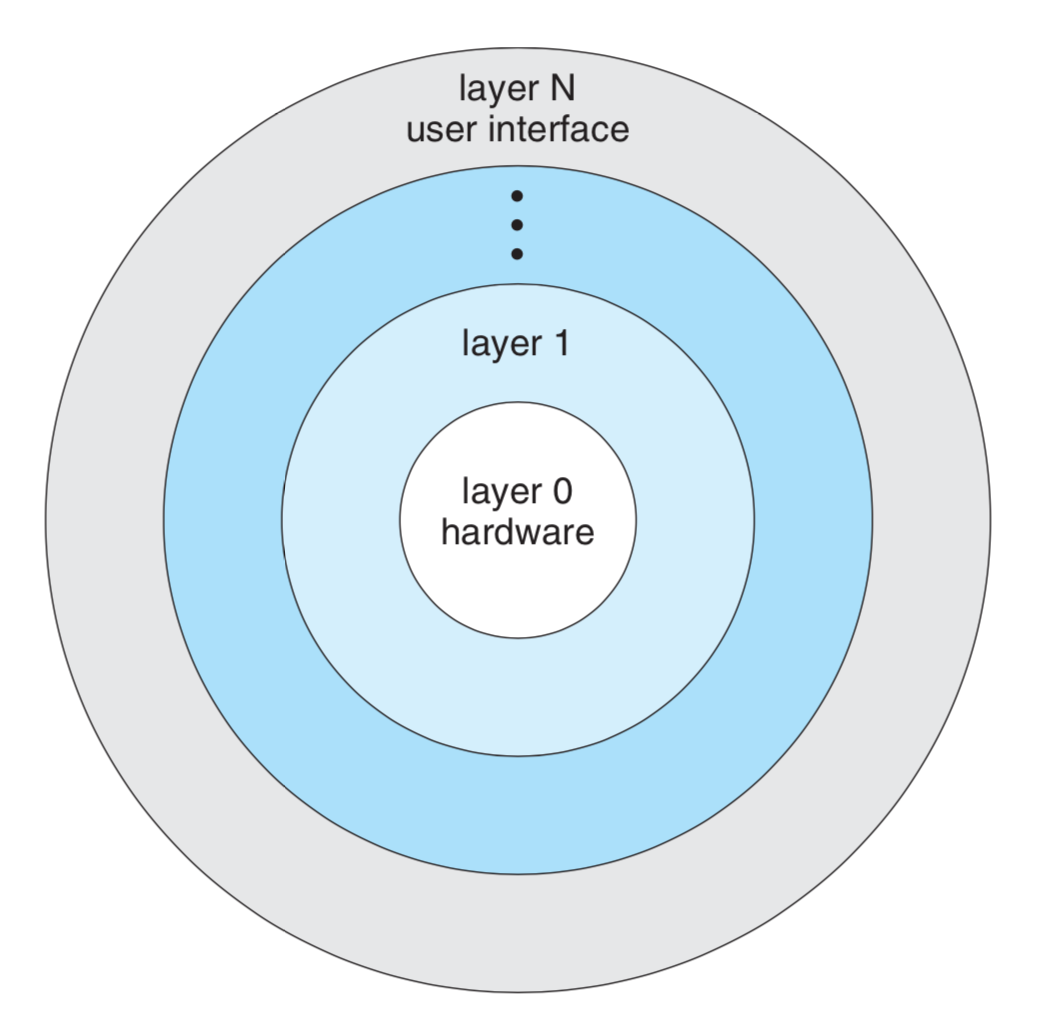 layer N
user interface
layer 1
layer 0
hardware